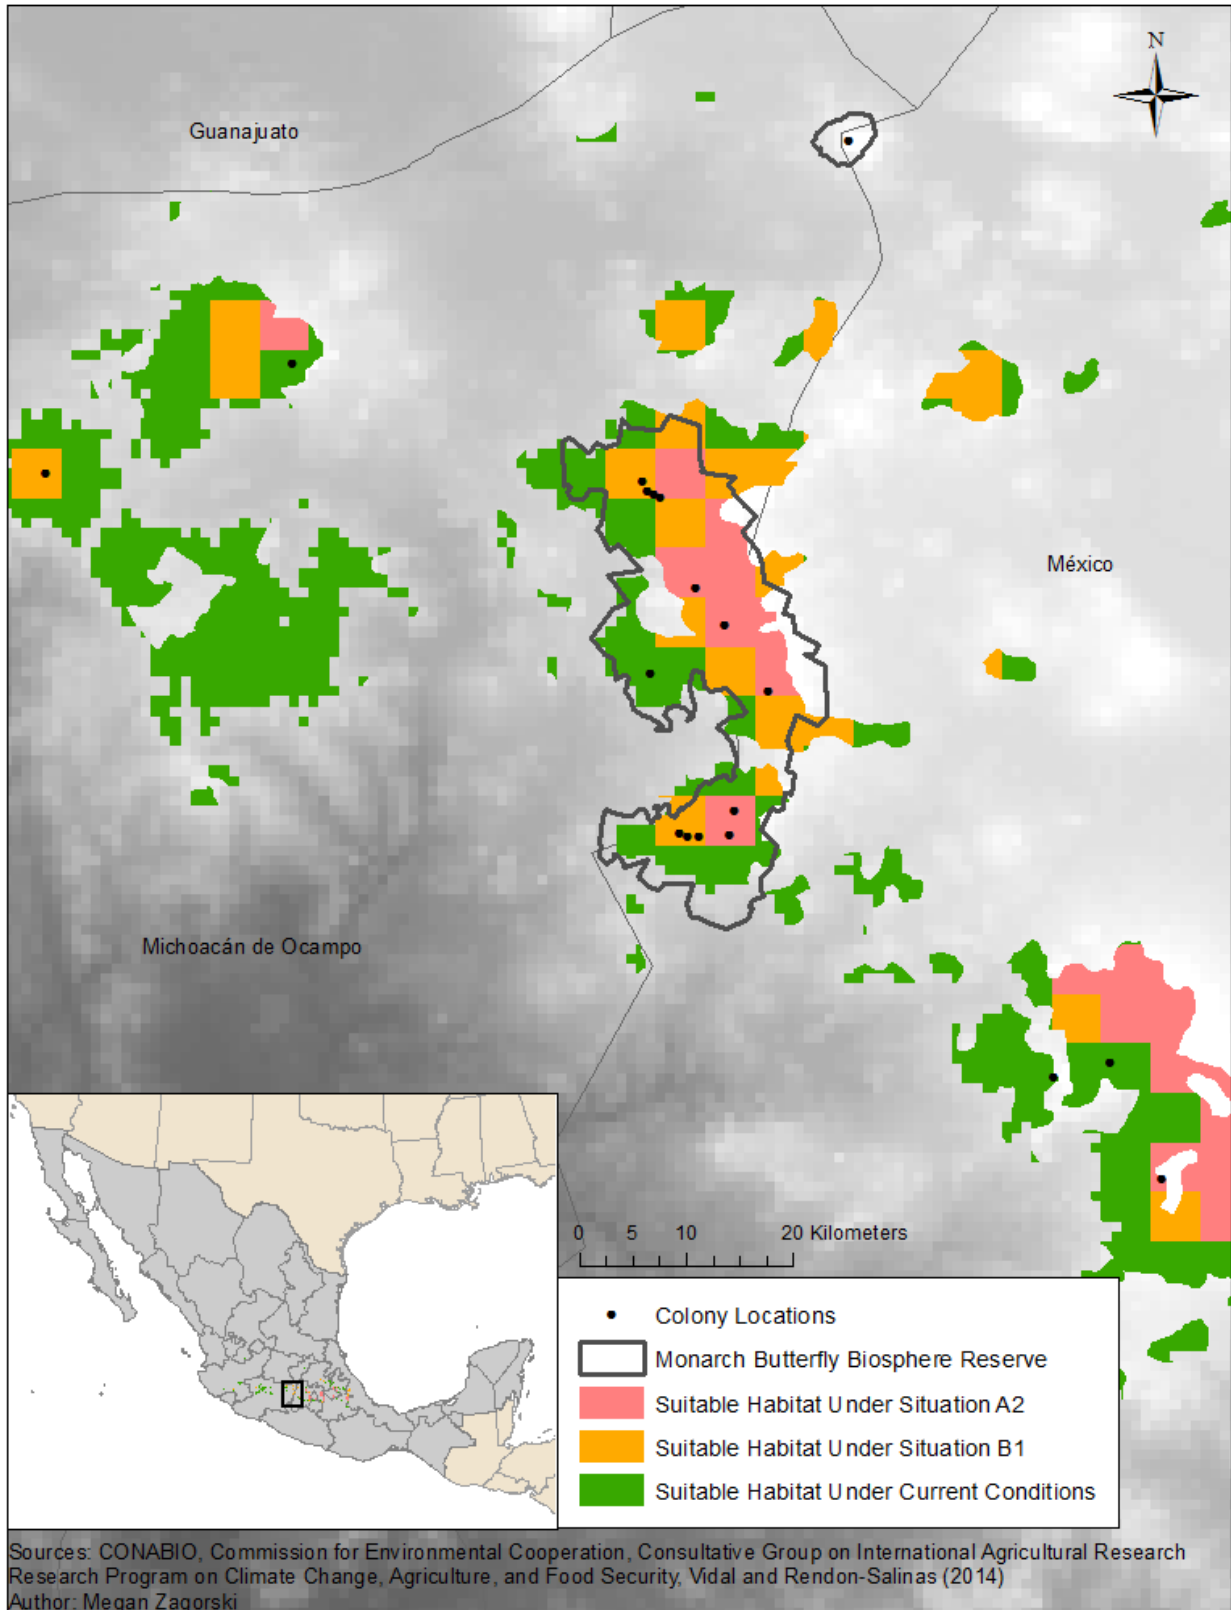 N
Guanajuato
México
Michoacán de Ocampo
0 5 10 20 Kilometers
Colony Locations
Monarch Butterfly Biosphere Reserve
Suitable Habitat Under Situation A2
Suitable Habitat Under Situation B1
Suitable Habitat Under Current Conditions
Sources: CONABIO, Commission for Environmental Cooperation, Consultative Group on International Agricultural Research
Research Program on Climate Change, Agriculture, and Food Security, Vidal and Rendon-Salinas (2014)
Author: Megan Zagorski